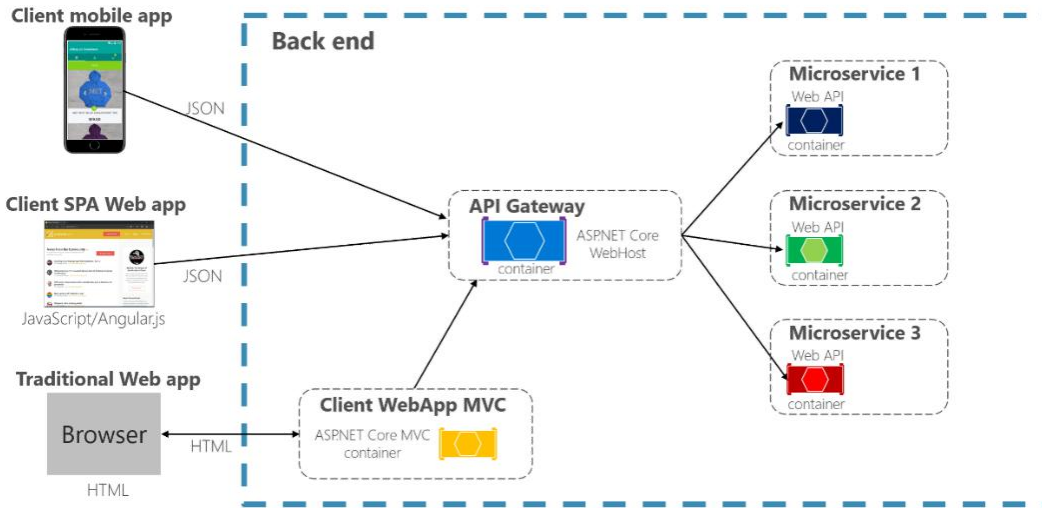 Client mobile app
JSON
Client SPA Web app
JSON
JavaScript/Angular.js
Traditional Web app
Browser
HTML
HTML
Back end
API Gateway
ASP.NET Core
WebHost
container
Client WebApp MVC
ASP.NET Core MVC
container
Microservice 1
Web API
container
Microservice 2
Web API
container
Microservice 3
Web API
container